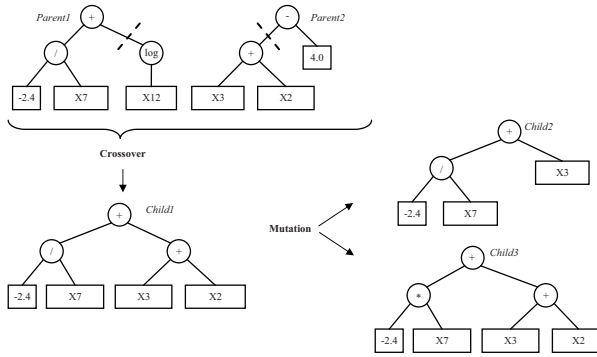 Parent1
+
/
log
-2.4
X7
X12
Parent2
-
+
4.0
X3
X2
Crossover
Child1
+
/
+
-2.4
X7
X3
X2
Mutation
Child2
+
/
X3
-2.4
X7
Child3
+
*
+
-2.4
X7
X3
X2